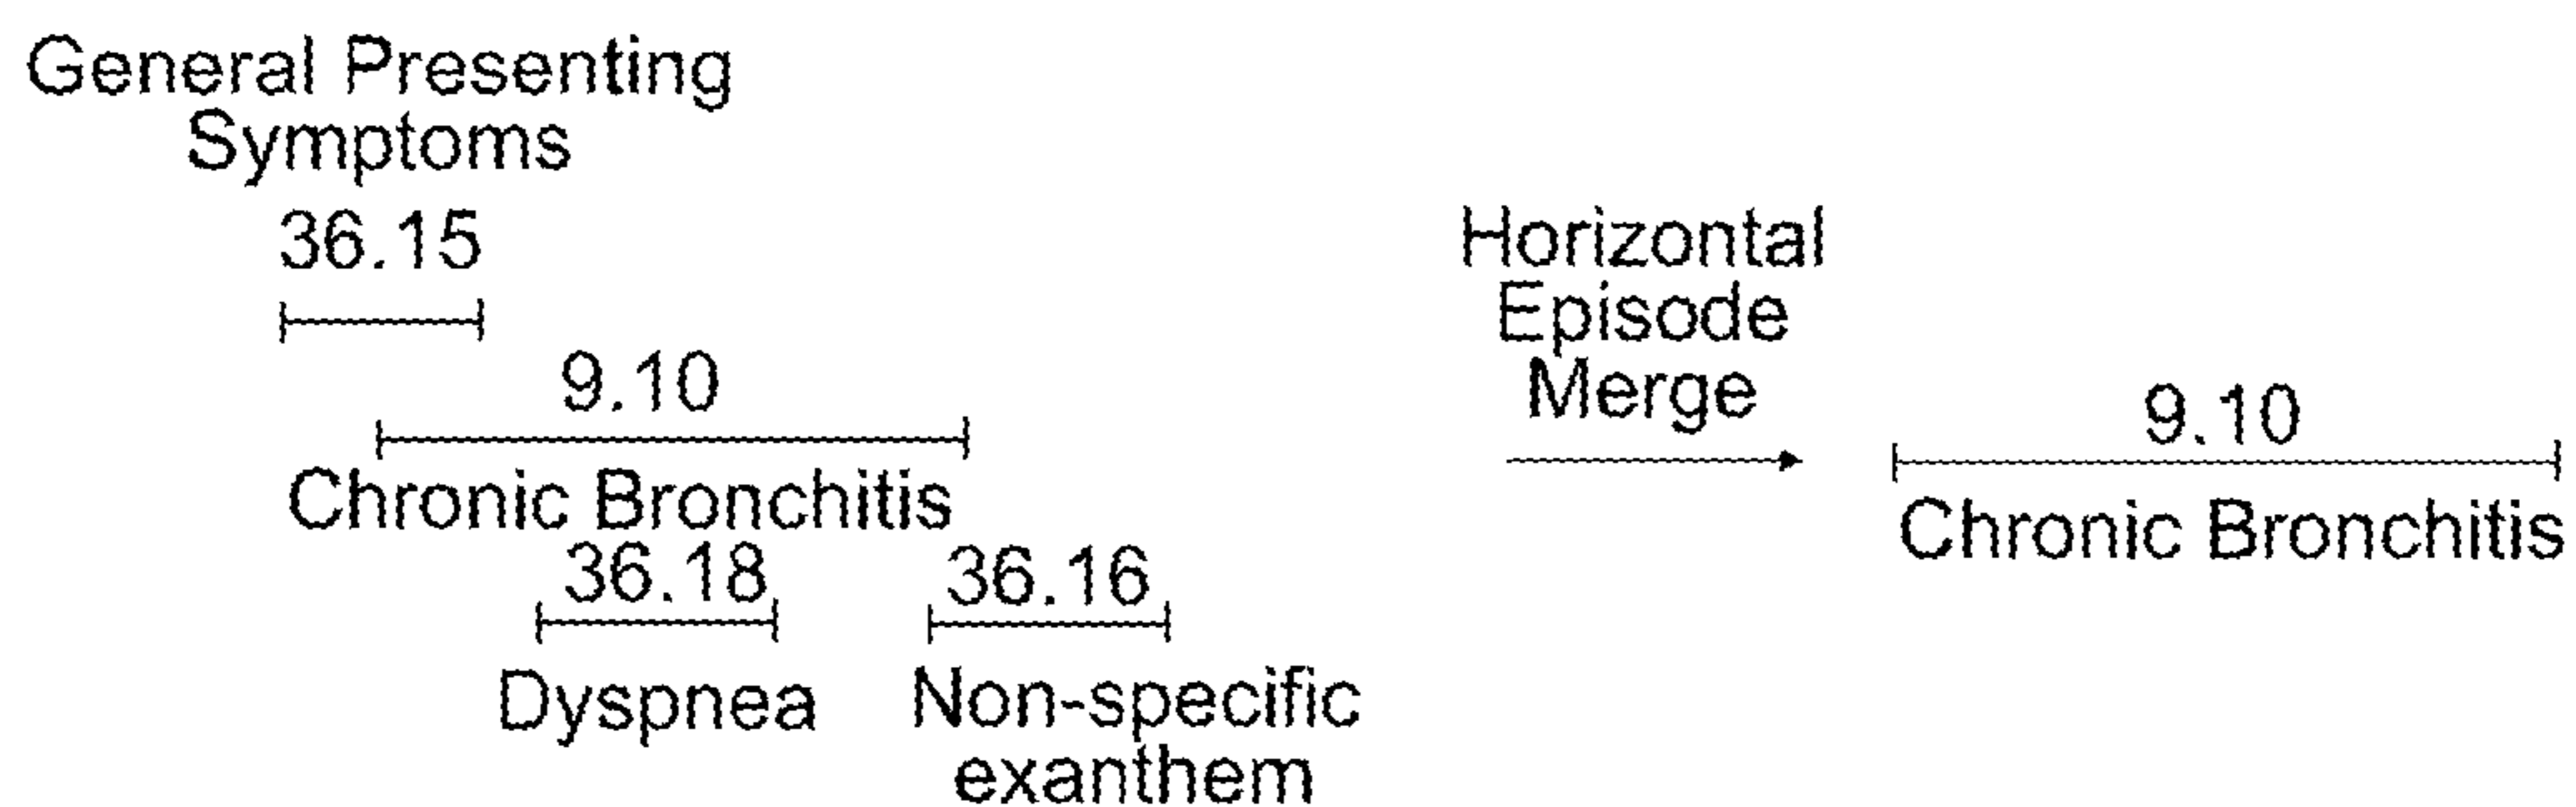 General Presenting
Symptoms
36.15
9.10
Chronic Bronchitis
36.18
36.16
Dyspnea
Non-specific
exanthem
Horizontal
Episode
Merge
9.10
Chronic Bronchitis